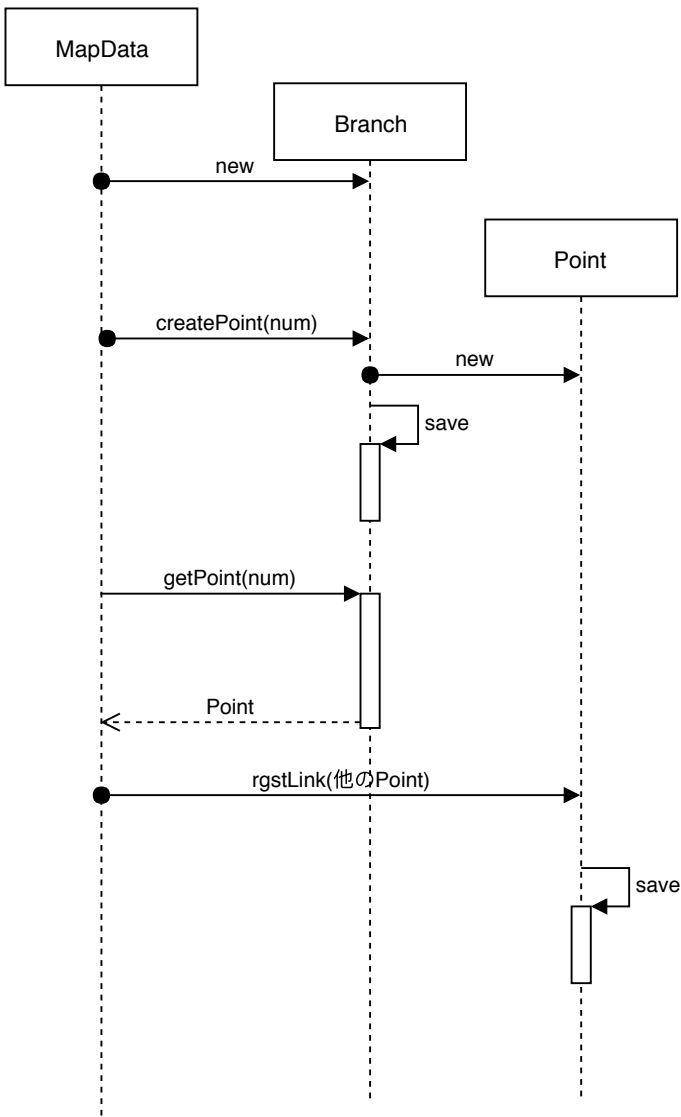 MapData
Branch
new
Point
createPoint(num)
new
save
getPoint(num)
Point
rgstLink(他のPoint)
save